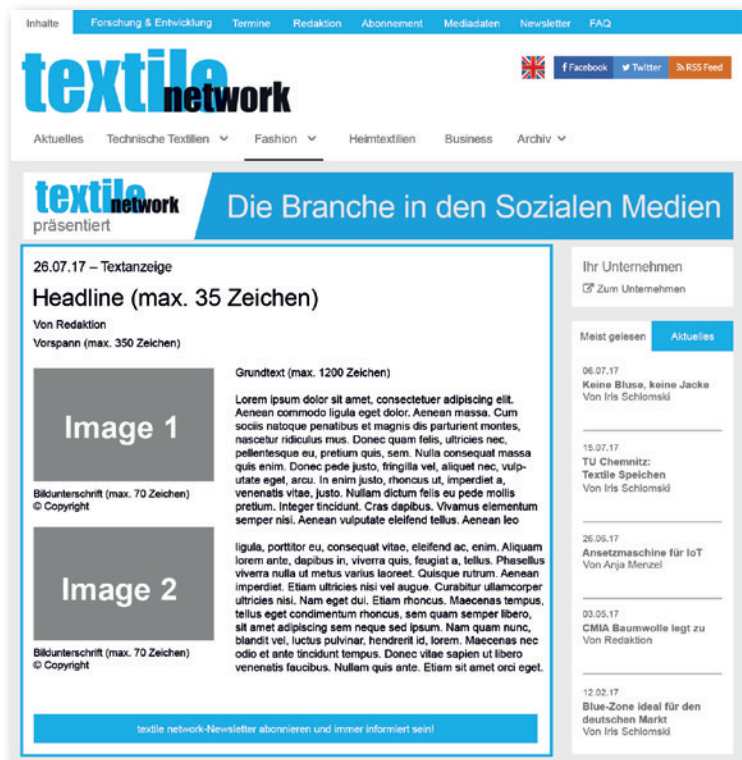 Inhalte Forschung & Entwicklung Termine Redaktion Abonnement Mediadaten Newsletter FAQ
textile network
Facebook Twitter RSS Feed
Aktuelles Technische Textilien Fashion Heimtextilien Business Archiv
textile network
präsentiert
Die Branche in den Sozialen Medien
26.07.17 – Textanzeige
Headline (max. 35 Zeichen)
Von Redaktion
Vorspann (max. 350 Zeichen)
Image 1
Bildunterschrift (max. 70 Zeichen)
© Copyright
Image 2
Bildunterschrift (max. 70 Zeichen)
© Copyright
Grundtext (max. 1200 Zeichen)
Lorem ipsum dolor sit amet, consectetuer adipiscing elit.
Aenean commodo ligula eget dolor. Aenean massa. Cum
sociis natoque penatibus et magnis dis parturient montes,
nascetur ridiculus mus. Donec quam felis, ultricies nec,
pellentesque eu, pretium quis, sem. Nulla consequat massa
quis enim. Donec pede justo, fringilla vel, aliquet nec, vulp-
utate eget, arcu. In enim justo, rhoncus ut, imperdiet a,
venenatis vitae, justo. Nullam dictum felis eu pede mollis
pretium. Integer tincidunt. Cras dapibus. Vivamus elementum
semper nisi. Aenean vulputate eleifend tellus. Aenean leo
ligula, porttitor eu, consequat vitae, eleifend ac, enim. Aliquam
lorem ante, dapibus in, viverra quis, feugiat a, tellus. Phasellus
viverra nulla ut metus varius laoreet. Quisque rutrum. Aenean
imperdiet. Etiam ultricies nisi vel augue. Curabitur ullamcorper
ultricies nisi. Nam eget dui. Etiam rhoncus. Maecenas tempus,
tellus eget condimentum rhoncus, sem quam semper libero,
sit amet adipiscing sem neque sed ipsum. Nam quam nunc,
blandit vel, luctus pulvinar, hendrerit id, lorem. Maecenas nec
odio et ante tincidunt tempus. Donec vitae sapien ut libero
venenatis faucibus. Nullam quis ante. Etiam sit amet orci eget.
textile network-Newsletter abonnieren und immer informiert sein!
Ihr Unternehmen
Zum Unternehmen
Meist gelesen Aktuelles
06.07.17
Keine Bluse, keine Jacke
Von Iris Schlomski
15.07.17
TU Chemnitz:
Textile Speichen
Von Iris Schlomski
26.06.17
Ansetzmaschine für IoT
Von Anja Menzel
03.05.17
CMIA Baumwolle legt zu
Von Redaktion
12.02.17
Blue-Zone ideal für den
deutschen Markt
Von Iris Schlomski